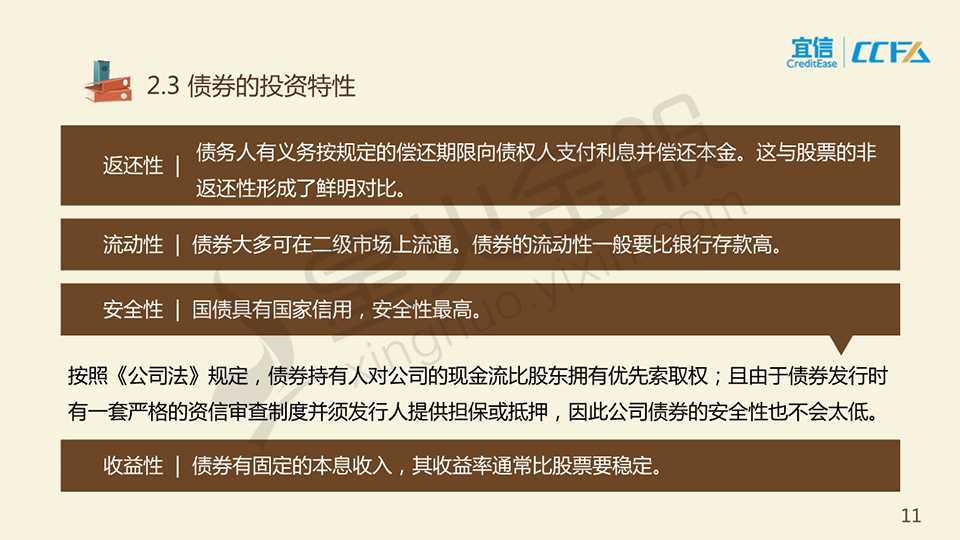 宜信
CreditEase
CCFA
2.3 债券的投资特性
返还性 | 债务人有义务按规定的偿还期限向债权人支付利息并偿还本金。这与股票的非
返还性形成了鲜明对比。
流动性 | 债券大多可在二级市场上流通。债券的流动性一般要比银行存款高。
安全性 | 国债具有国家信用，安全性最高。
按照《公司法》规定，债券持有人对公司的现金流比股东拥有优先索取权；且由于债券发行时
有一套严格的资信审查制度并须发行人提供担保或抵押，因此公司债券的安全性也不会太低。
收益性 | 债券有固定的本息收入，其收益率通常比股票要稳定。
星火金服
xinghuo.yixin.com
11